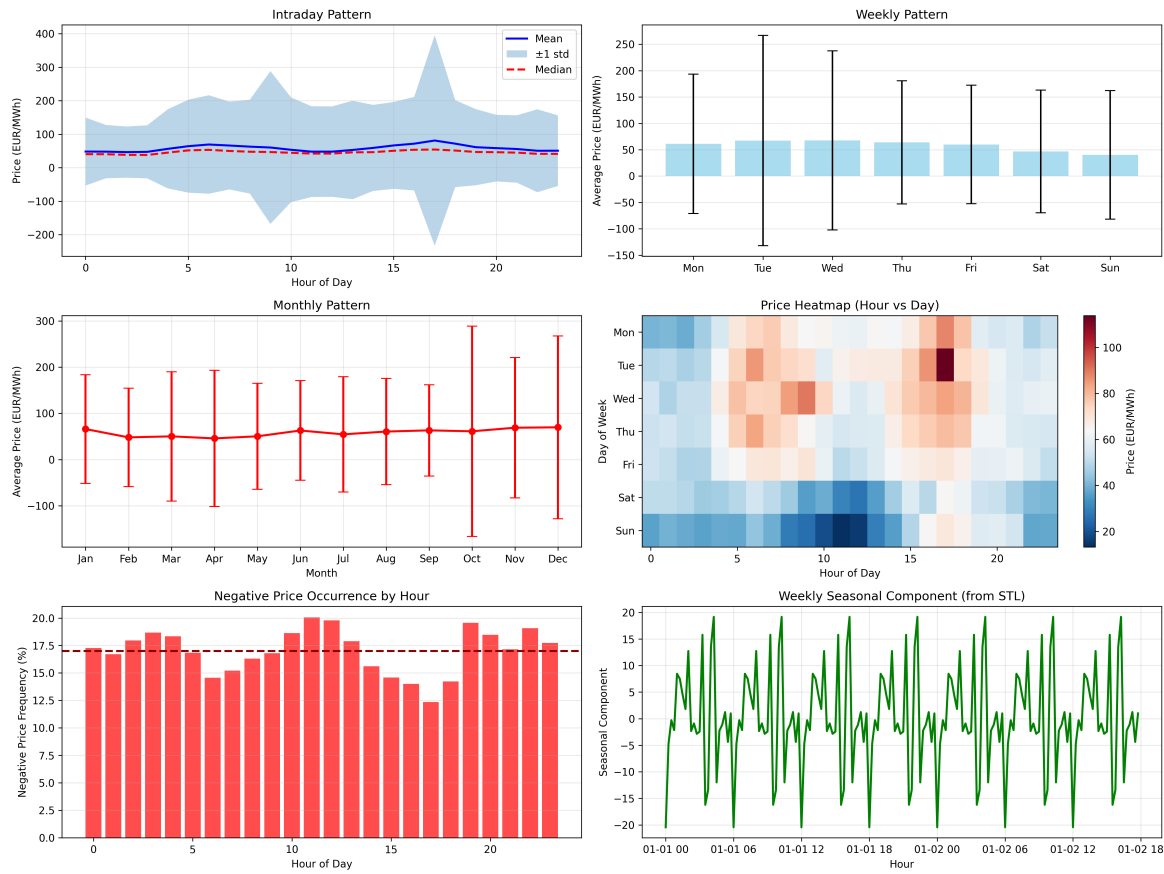 Intraday Pattern
Price (EUR/MWh)
400
300
200
100
0
−100
−200
Mean
±1 std
Median
0
5
10
15
20
Hour of Day
Weekly Pattern
Average Price (EUR/MWh)
250
200
150
100
50
0
−50
−100
−150
Mon
Tue
Wed
Thu
Fri
Sat
Sun
Monthly Pattern
Average Price (EUR/MWh)
300
200
100
0
−100
Jan
Feb
Mar
Apr
May
Jun
Jul
Aug
Sep
Oct
Nov
Dec
Month
Price Heatmap (Hour vs Day)
Day of Week
Mon
Tue
Wed
Thu
Fri
Sat
Sun
0
5
10
15
20
Hour of Day
100
80
60
40
20
Price (EUR/MWh)
Negative Price Occurrence by Hour
Negative Price Frequency (%)
20.0
17.5
15.0
12.5
10.0
7.5
5.0
2.5
0.0
0
5
10
15
20
Hour of Day
Weekly Seasonal Component (from STL)
Seasonal Component
20
15
10
5
0
−5
−10
−15
−20
01-01 00
01-01 06
01-01 12
01-01 18
01-02 00
01-02 06
01-02 12
01-02 18
Hour